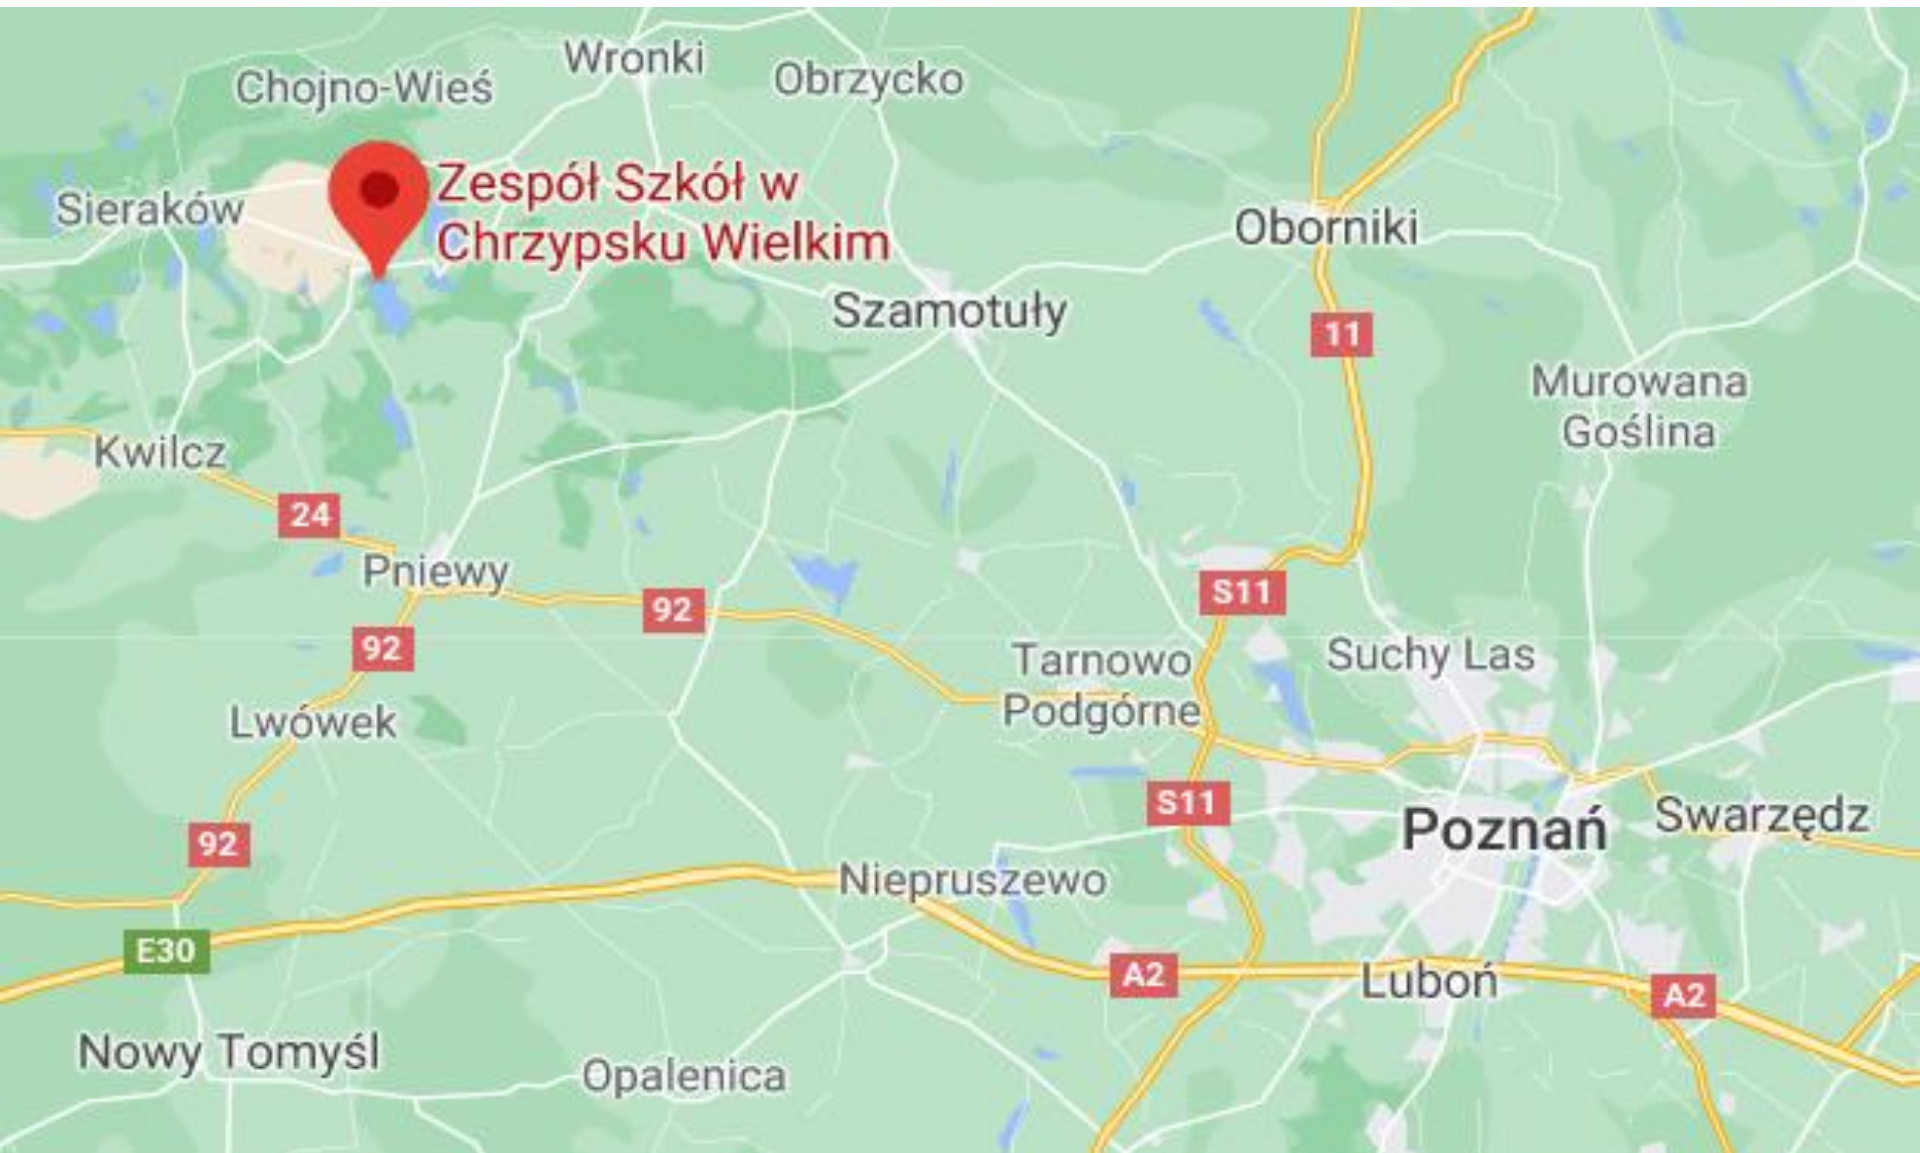 Wronki
Obrzycko
Chojno-Wieś
Zespół Szkół w
Chrzypsku Wielkim
Sieraków
Oborniki
Szamotuły
11
Murowana
Goślina
Kwilcz
24
Pniewy
92
S11
92
Tarnowo
Podgórne
Suchy Las
Lwówek
S11
Poznań
Swarzędz
92
Niepruszewo
E30
A2
Luboń
A2
Nowy Tomyśl
Opalenica